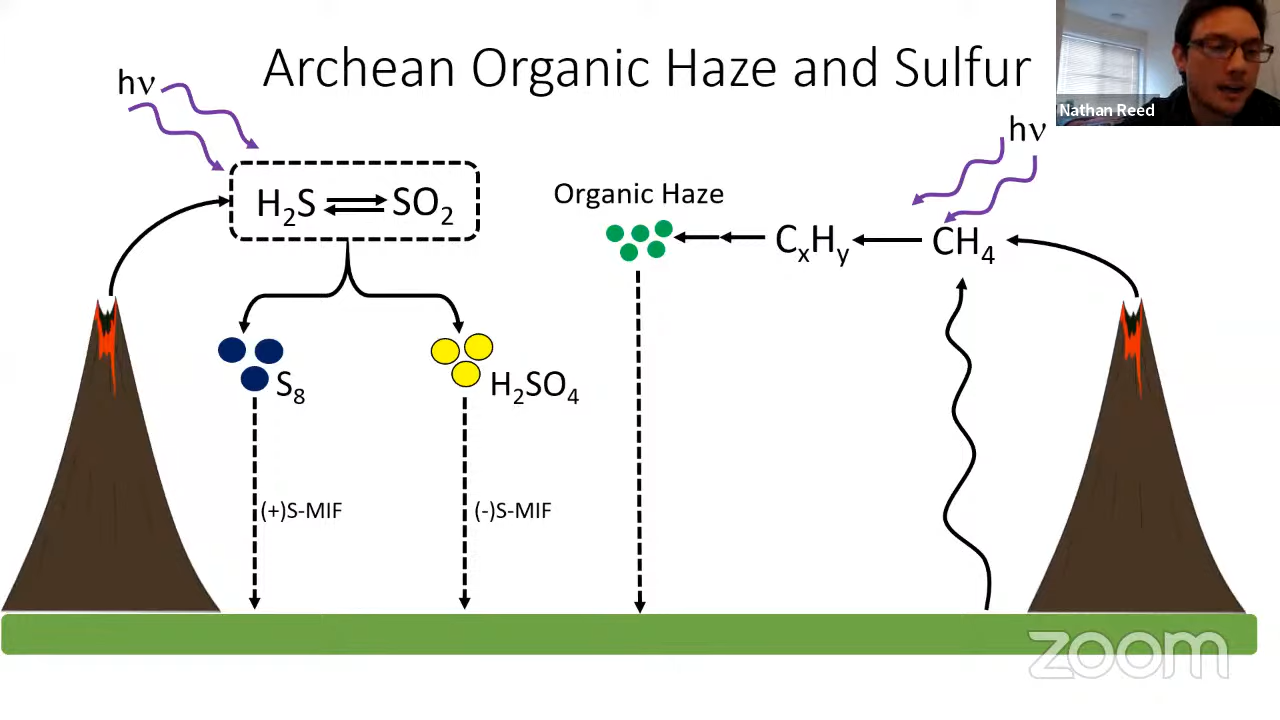 Archean Organic Haze and Sulfur
Nathan Reed
hν
hν
H₂S ⇌ SO₂
Organic Haze
CₓHᵧ
CH₄
S₈
H₂SO₄
(+)S-MIF
(-)S-MIF
zoom